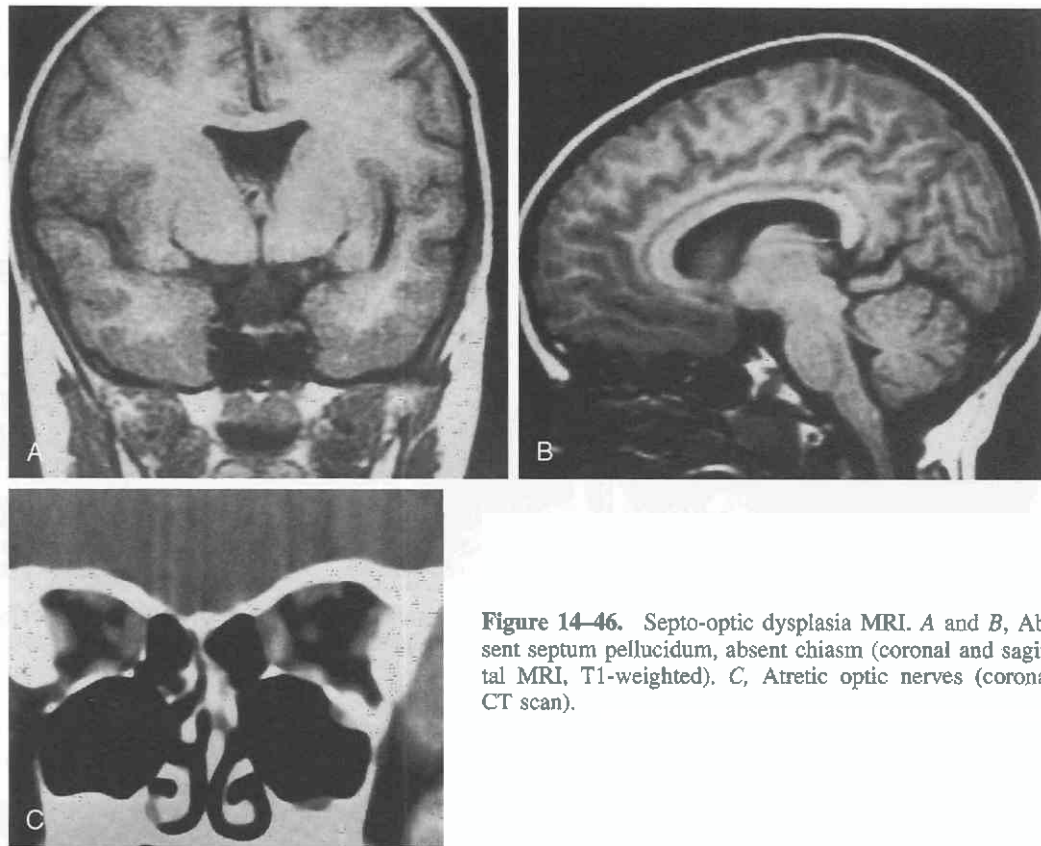 A
B
C
Figure 14–46. Septo-optic dysplasia MRI. A and B, Ab-
sent septum pellucidum, absent chiasm (coronal and sagit-
tal MRI, T1-weighted). C, Atretic optic nerves (coronal
CT scan).